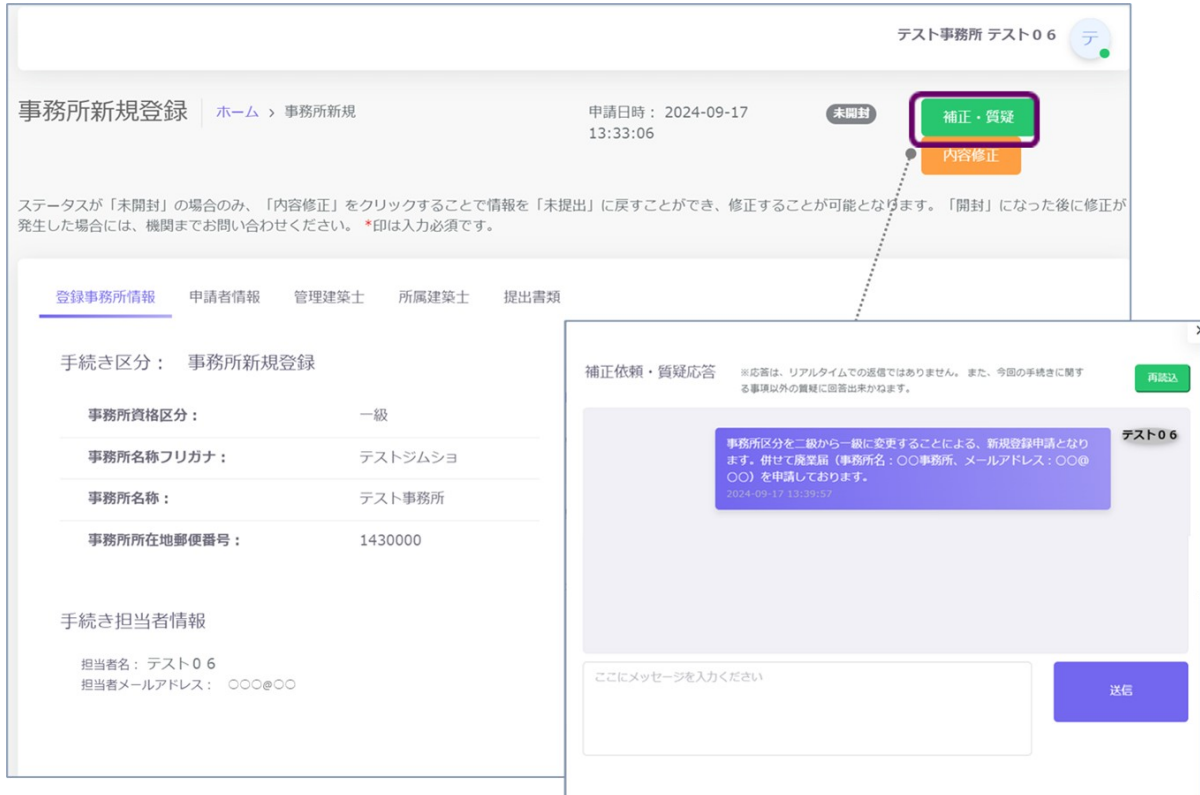 テスト事務所 テスト０６
テ
事務所新規登録
ホーム > 事務所新規
申請日時： 2024-09-17
13:33:06
未開封
補正・質疑
内容修正
ステータスが「未開封」の場合のみ、「内容修正」をクリックすることで情報を「未提出」に戻すことができ、修正することが可能となります。「開封」になった後に修正が
発生した場合には、機関までお問い合わせください。 *印は入力必須です。
登録事務所情報 申請者情報 管理建築士 所属建築士 提出書類
手続き区分： 事務所新規登録
事務所資格区分： 一級
事務所名称フリガナ： テストジムショ
事務所名称： テスト事務所
事務所所在地郵便番号： 1430000
手続き担当者情報
担当者名： テスト０６
担当者メールアドレス： 〇〇〇@〇〇
補正依頼・質疑応答
※応答は、リアルタイムでの返信ではありません。 また、今回の手続きに関す
る事項以外の質疑に回答出来かねます。
再読込
テスト０６
事務所区分を二級から一級に変更することによる、新規登録申請となり
ます。併せて廃業届（事務所名：〇〇事務所、メールアドレス：〇〇@
〇〇）を申請しております。
2024-09-17 13:39:57
ここにメッセージを入力ください
送信